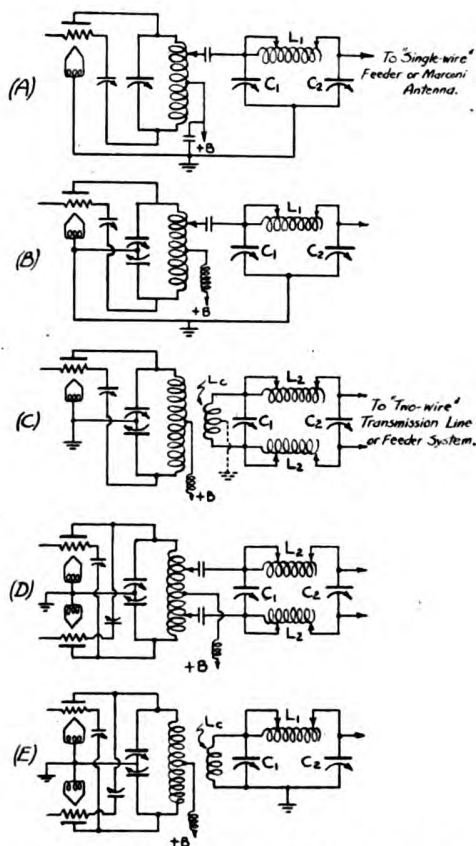 L1
To "Single-wire"
Feeder or Marconi
Antenna.
(A)
C1
C2
+B
L1
(B)
C1
C2
+B
Lc
L2
(C)
C1
C2
To "Two-wire"
Transmission Line
or Feeder System.
L2
+B
L2
(D)
C1
C2
L2
+B
Lc
L1
(E)
C1
C2
+B